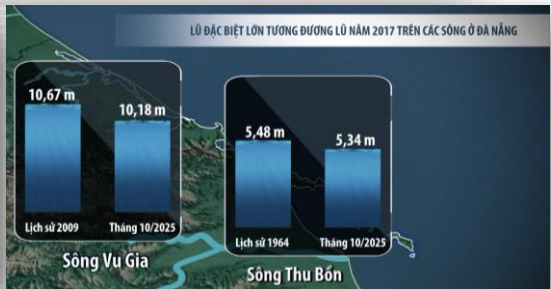 LŨ ĐẶC BIỆT LỚN TƯƠNG ĐƯƠNG LŨ NĂM 2017 TRÊN CÁC SÔNG Ở ĐÀ NẴNG
10,67 m
10,18 m
Lịch sử 2009
Tháng 10/2025
Sông Vu Gia
5,48 m
5,34 m
Lịch sử 1964
Tháng 10/2025
Sông Thu Bồn